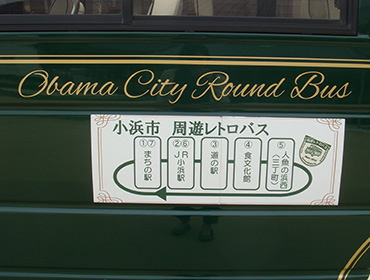 Obama City Round Bus
小浜市 周遊レトロバス
①⑦
まちの駅
②⑥
JR
小浜駅
③
道の駅
④
食文化館
⑤
人魚の浜西
(三丁町)